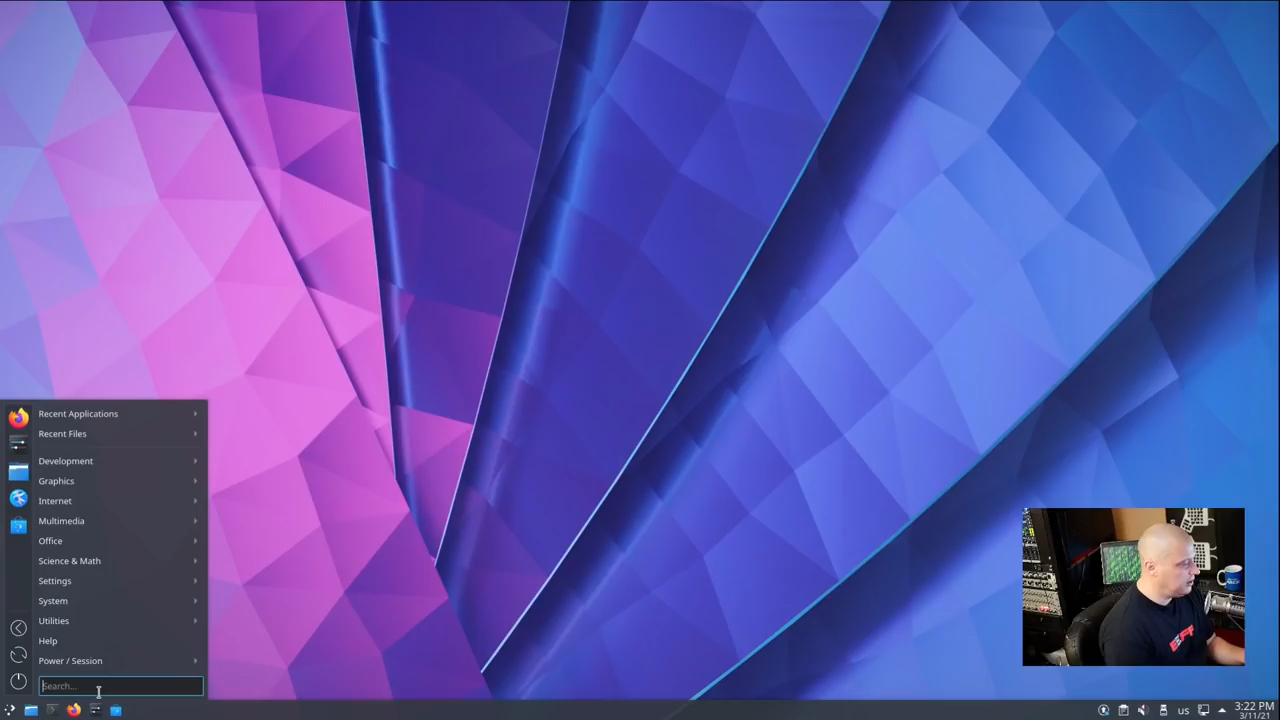 Recent Applications
Recent Files
Development
Graphics
Internet
Multimedia
Office
Science & Math
Settings
System
Utilities
Help
Power / Session
Search...
us
3:22 PM
3/11/21